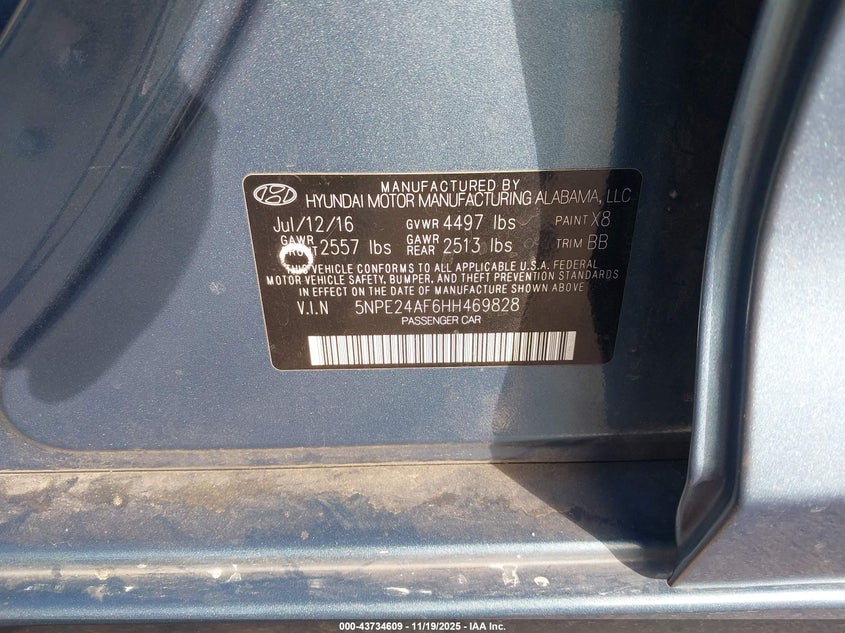 MANUFACTURED BY
HYUNDAI MOTOR MANUFACTURING ALABAMA, LLC
Jul/12/16 GVWR 4497 lbs PAINT X8
GAWR FRONT 2557 lbs GAWR REAR 2513 lbs TRIM BB
THIS VEHICLE CONFORMS TO ALL APPLICABLE U.S.A. FEDERAL
MOTOR VEHICLE SAFETY, BUMPER, AND THEFT PREVENTION STANDARDS
IN EFFECT ON THE DATE OF MANUFACTURE SHOWN ABOVE
V.I.N 5NPE24AF6HH469828
PASSENGER CAR
000-43734609 - 11/19/2025 - IAA Inc.